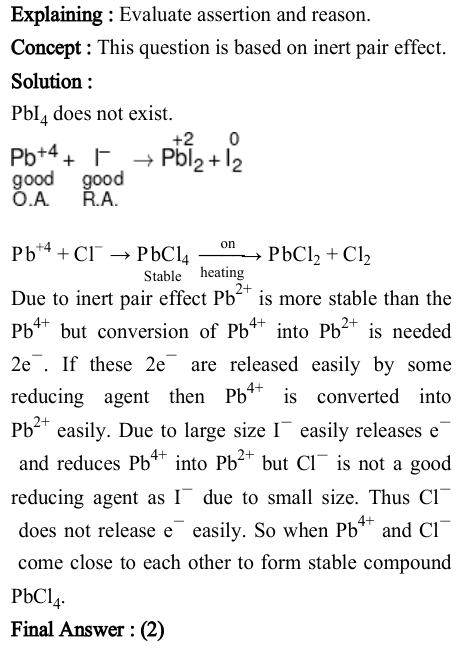 Explaining : Evaluate assertion and reason.
Concept : This question is based on inert pair effect.
Solution :
PbI₄ does not exist.
+2 0
Pb⁺⁴ + I⁻ → PbI₂ + I₂
good good
O.A. R.A.
Pb⁺⁴ + Cl⁻ → PbCl₄ —on heating→ PbCl₂ + Cl₂
Stable
Due to inert pair effect Pb²⁺ is more stable than the
Pb⁴⁺ but conversion of Pb⁴⁺ into Pb²⁺ is needed
2e⁻. If these 2e⁻ are released easily by some
reducing agent then Pb⁴⁺ is converted into
Pb²⁺ easily. Due to large size I⁻ easily releases e⁻
and reduces Pb⁴⁺ into Pb²⁺ but Cl⁻ is not a good
reducing agent as I⁻ due to small size. Thus Cl⁻
does not release e⁻ easily. So when Pb⁴⁺ and Cl⁻
come close to each other to form stable compound
PbCl₄.
Final Answer : (2)